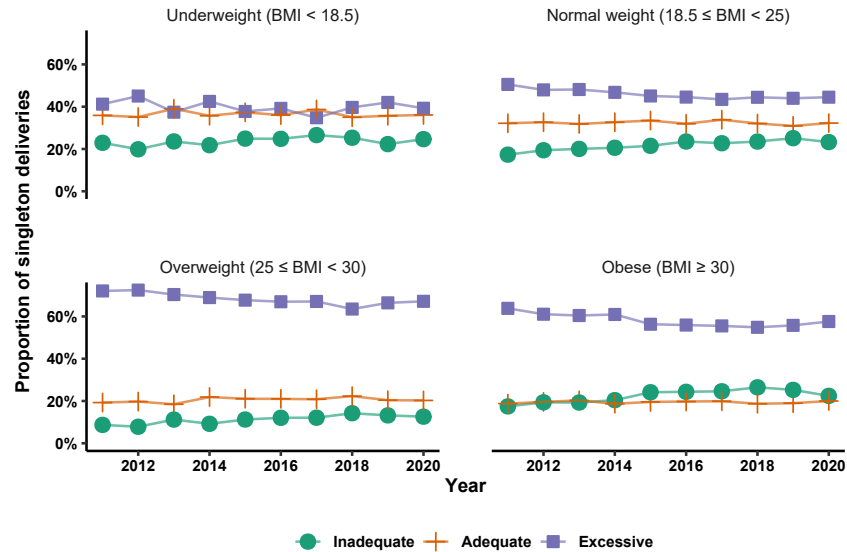 Underweight (BMI < 18.5)
Normal weight (18.5 ≤ BMI < 25)
60%
40%
20%
0%
Proportion of singleton deliveries
Overweight (25 ≤ BMI < 30)
Obese (BMI ≥ 30)
60%
40%
20%
0%
2012 2014 2016 2018 2020
2012 2014 2016 2018 2020
Year
Inadequate Adequate Excessive